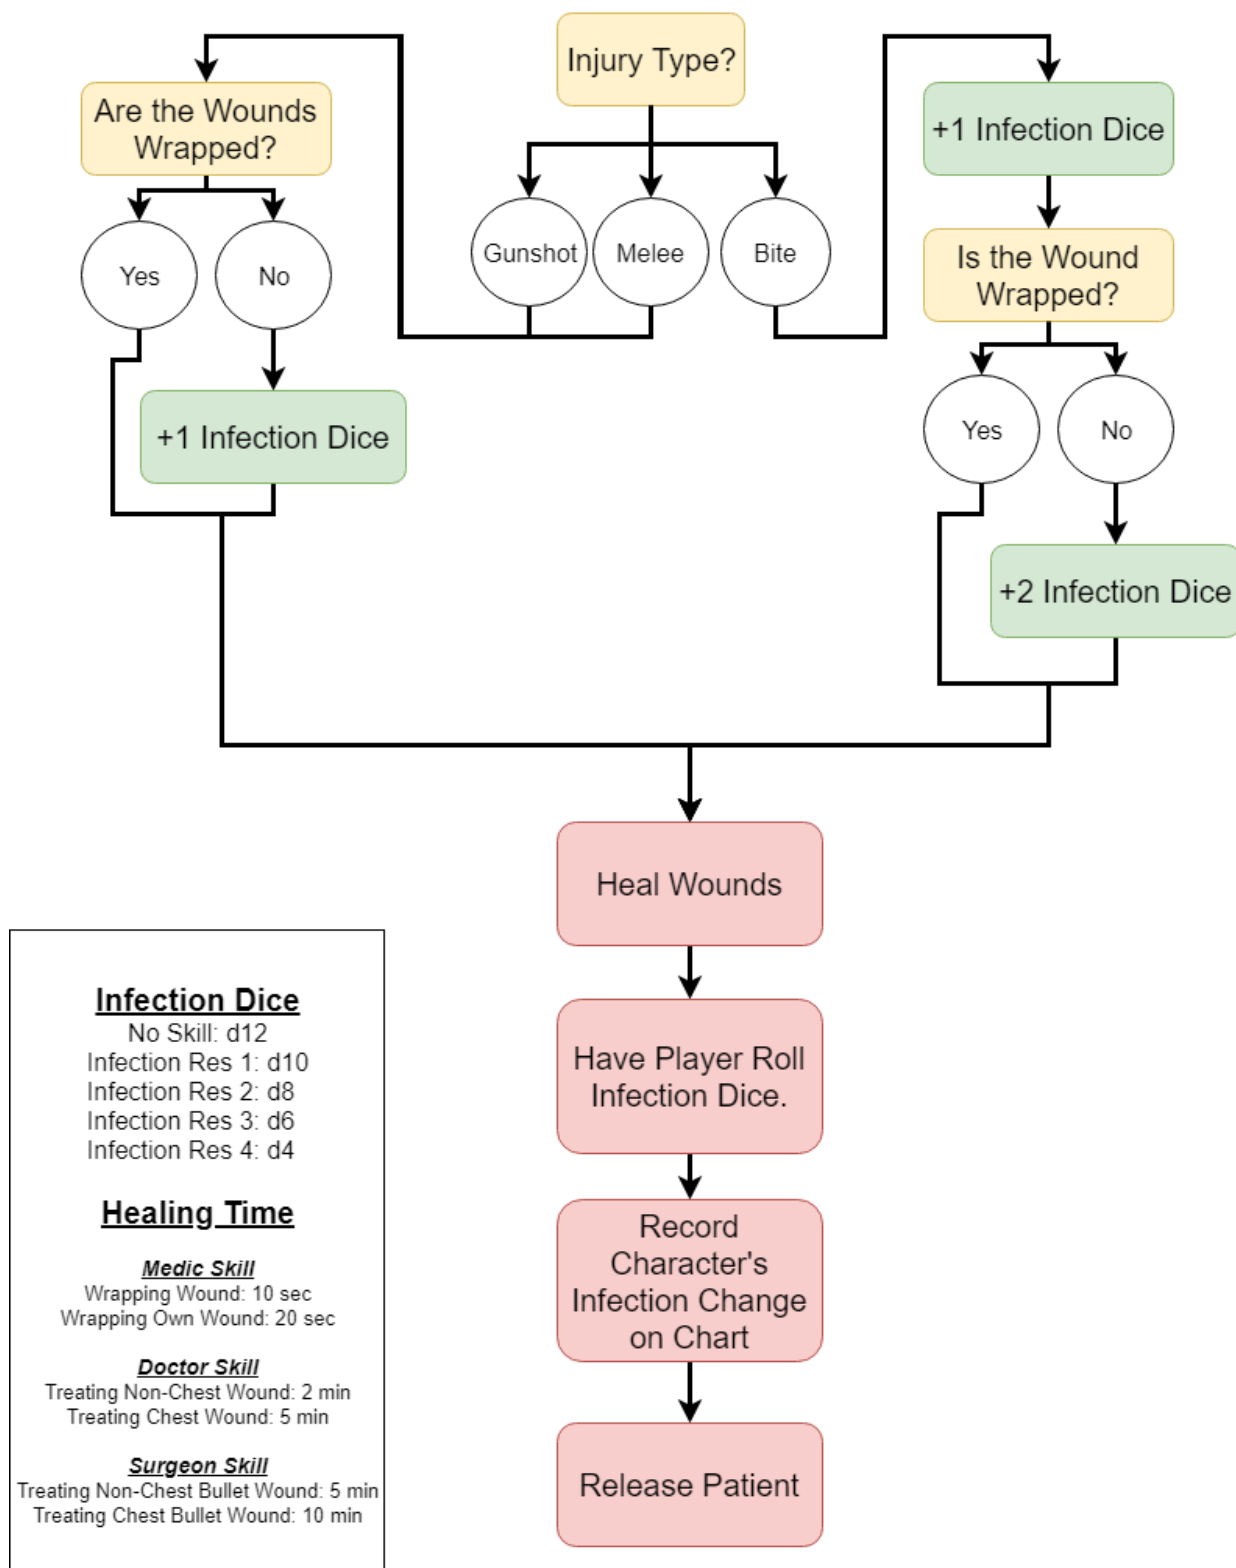 Injury Type?
Are the Wounds
Wrapped?
+1 Infection Dice
Gunshot
Melee
Bite
Yes
No
Is the Wound
Wrapped?
+1 Infection Dice
Yes
No
+2 Infection Dice
Heal Wounds
Have Player Roll
Infection Dice.
Record
Character's
Infection Change
on Chart
Release Patient
Infection Dice
No Skill: d12
Infection Res 1: d10
Infection Res 2: d8
Infection Res 3: d6
Infection Res 4: d4
Healing Time
Medic Skill
Wrapping Wound: 10 sec
Wrapping Own Wound: 20 sec
Doctor Skill
Treating Non-Chest Wound: 2 min
Treating Chest Wound: 5 min
Surgeon Skill
Treating Non-Chest Bullet Wound: 5 min
Treating Chest Bullet Wound: 10 min